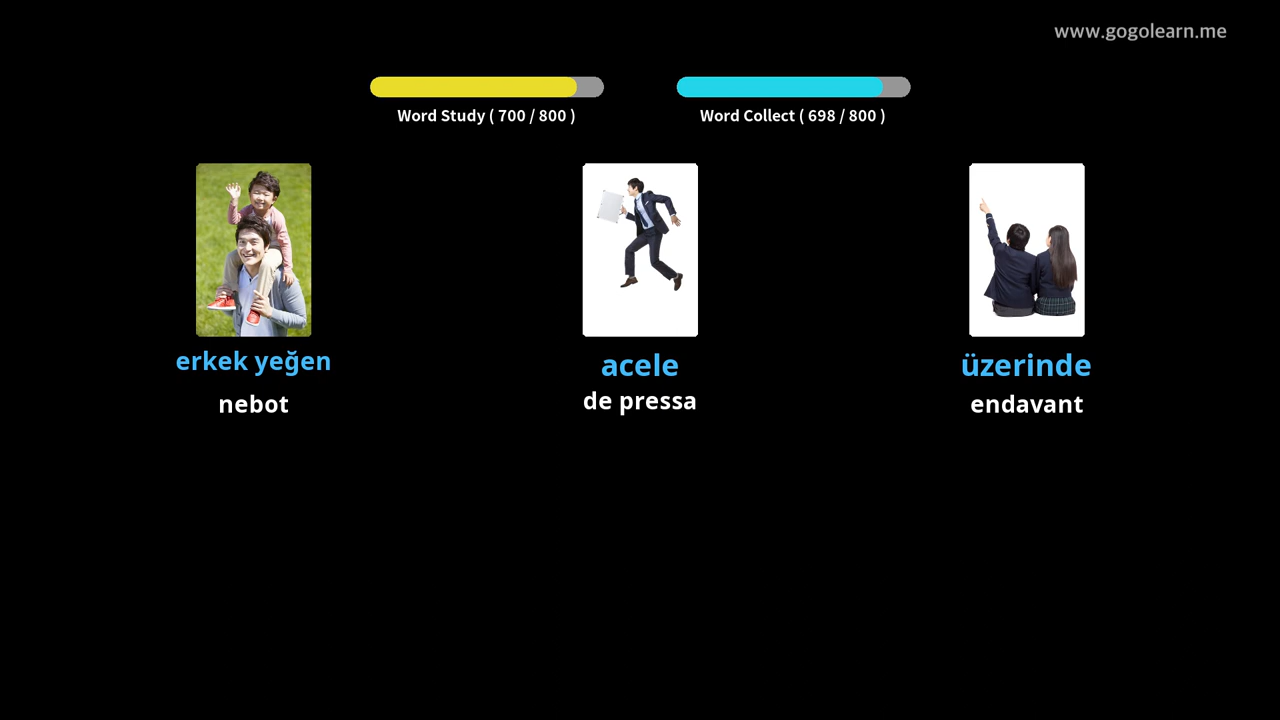 www.gogolearn.me
Word Study ( 700 / 800 )
Word Collect ( 698 / 800 )
erkek yeğen
nebot
acele
de pressa
üzerinde
endavant